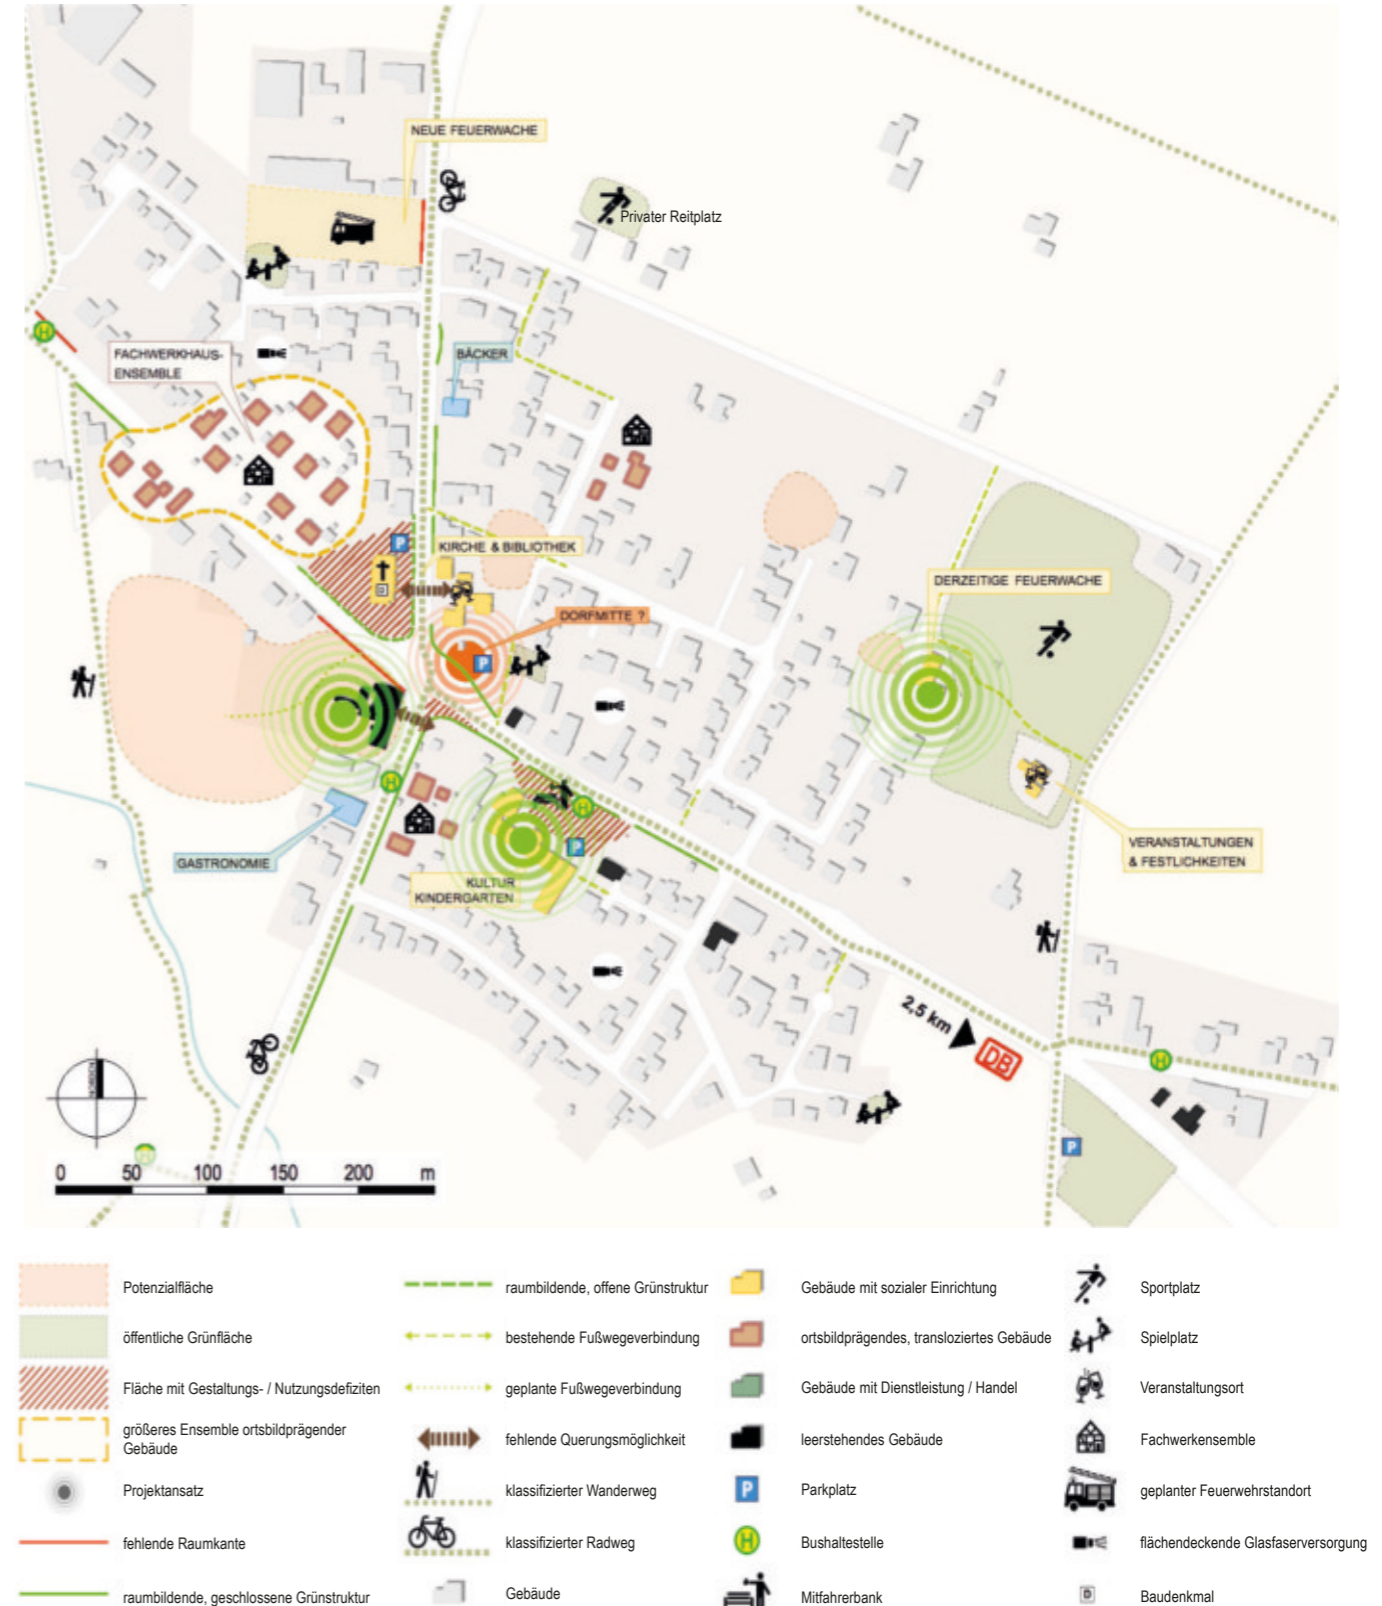 NEUE FEUERWACHE
Privater Reitplatz
H
FACHWERKHAUS-
ENSEMBLE
BÄCKER
P
KIRCHE & BIBLIOTHEK
D
DERZEITIGE FEUERWACHE
DORFMITTE ?
P
H
H
P
GASTRONOMIE
KULTUR
KINDERGARTEN
VERANSTALTUNGEN
& FESTLICHKEITEN
2,5 km
DB
H
NORDEN
P
H
0 50 100 150 200 m
Potenzialfläche
öffentliche Grünfläche
Fläche mit Gestaltungs- / Nutzungsdefiziten
größeres Ensemble ortsbildprägender
Gebäude
Projektansatz
fehlende Raumkante
raumbildende, geschlossene Grünstruktur
raumbildende, offene Grünstruktur
bestehende Fußwegeverbindung
geplante Fußwegeverbindung
fehlende Querungsmöglichkeit
klassifizierter Wanderweg
klassifizierter Radweg
Gebäude
Gebäude mit sozialer Einrichtung
ortsbildprägendes, transloziertes Gebäude
Gebäude mit Dienstleistung / Handel
leerstehendes Gebäude
P Parkplatz
H Bushaltestelle
Mitfahrerbank
Sportplatz
Spielplatz
Veranstaltungsort
Fachwerkensemble
geplanter Feuerwehrstandort
flächendeckende Glasfaserversorgung
D Baudenkmal